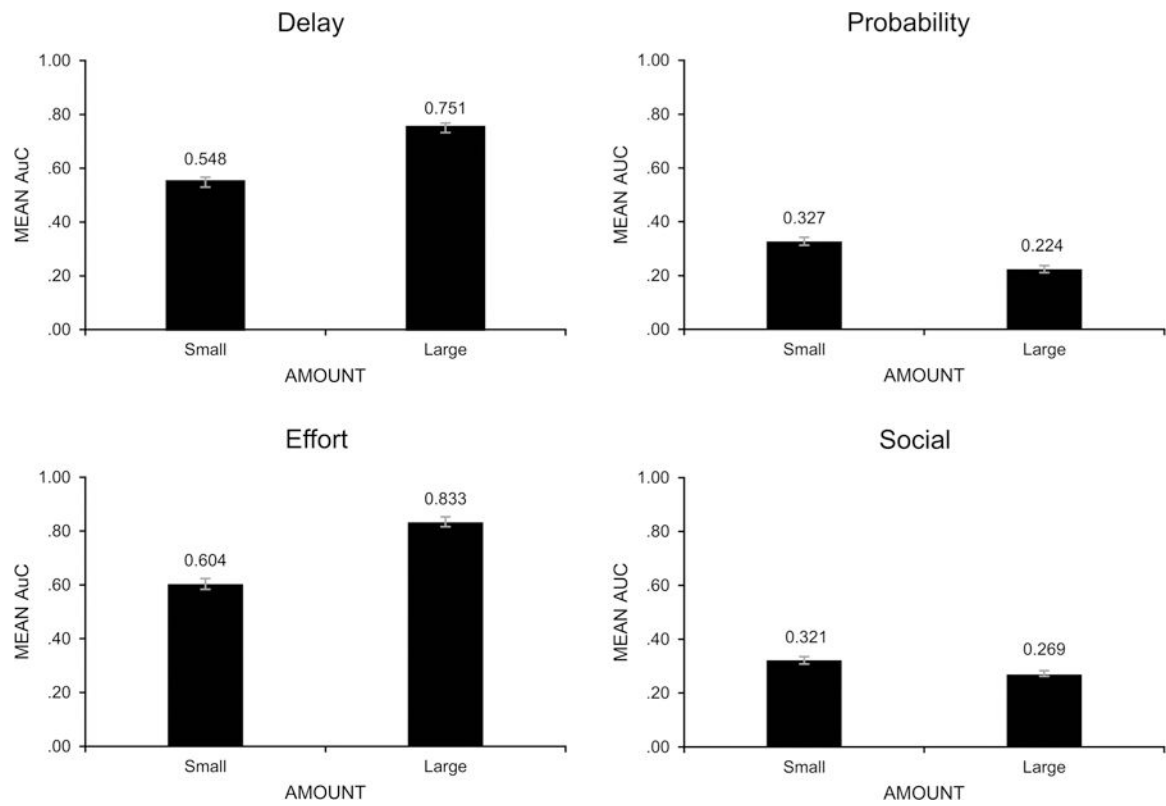 Delay
1.00
.80
.60
.40
.20
.00
MEAN AuC
0.548
0.751
Small
Large
AMOUNT
Probability
1.00
.80
.60
.40
.20
.00
MEAN AUC
0.327
0.224
Small
Large
AMOUNT
Effort
1.00
.80
.60
.40
.20
.00
MEAN AuC
0.604
0.833
Small
Large
AMOUNT
Social
1.00
.80
.60
.40
.20
.00
MEAN AUC
0.321
0.269
Small
Large
AMOUNT